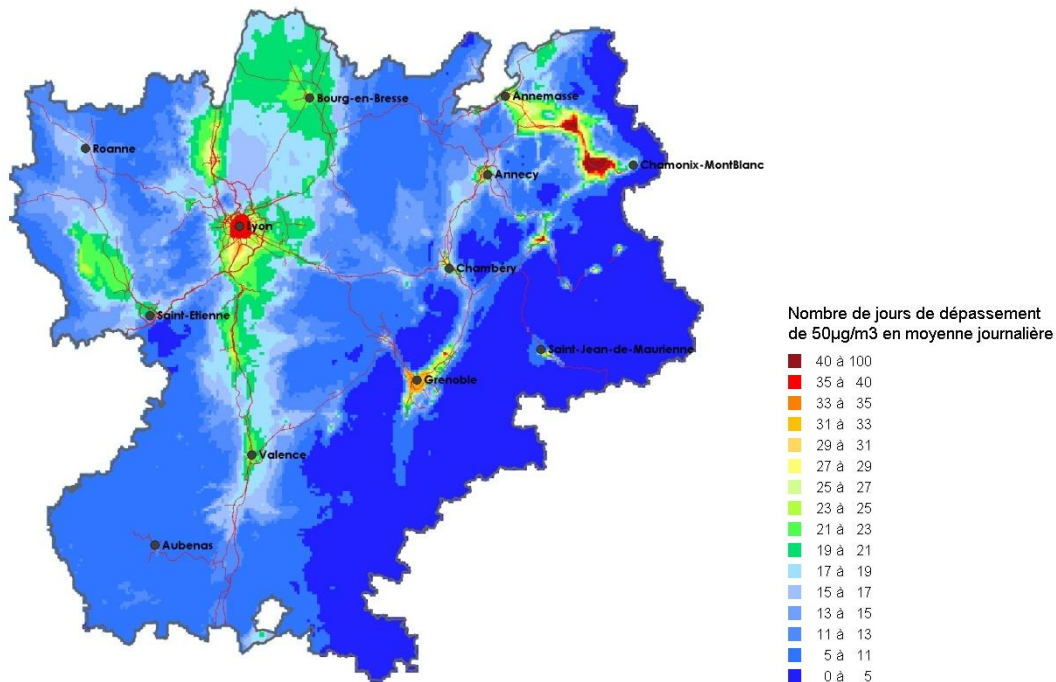 Bourg-en-Bresse
Annemasse
Roanne
Chamonix-MontBlanc
Annecy
Lyon
Chambéry
Saint-Etienne
Saint-Jean-de-Maurienne
Grenoble
Valence
Aubenas
Nombre de jours de dépassement
de 50µg/m3 en moyenne journalière
40 à 100
35 à 40
33 à 35
31 à 33
29 à 31
27 à 29
25 à 27
23 à 25
21 à 23
19 à 21
17 à 19
15 à 17
13 à 15
11 à 13
5 à 11
0 à 5